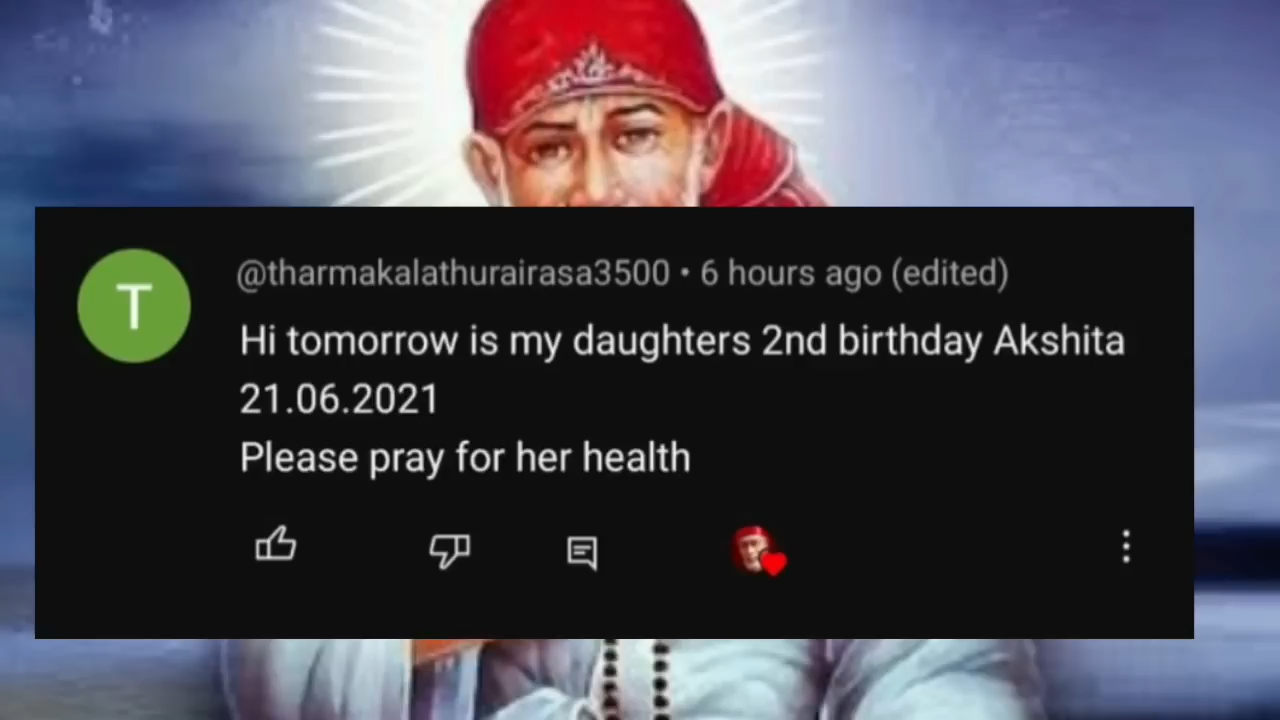 T
@tharmakalathurairasa3500 • 6 hours ago (edited)
Hi tomorrow is my daughters 2nd birthday Akshita
21.06.2021
Please pray for her health